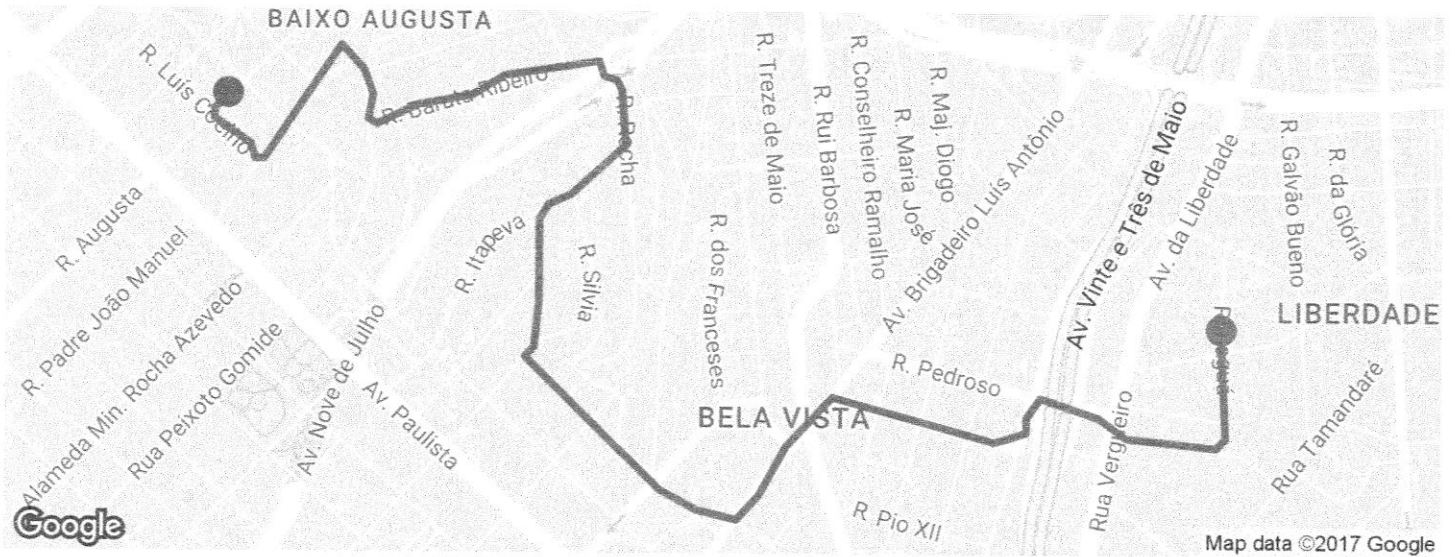 BAIXO AUGUSTA
R. Luís Coelho
R. Barata Ribeiro
R. Rocha
R. Treze de Maio
R. Rui Barbosa
R. Conselheiro Ramalho
R. Maria José
R. Maj. Diogo
Av. Brigadeiro Luís Antônio
Av. Vinte e Três de Maio
Av. da Liberdade
R. Galvão Bueno
R. da Glória
R. Augusta
R. Padre João Manuel
Alameda Min. Rocha Azevedo
Rua Peixoto Gomide
Av. Nove de Julho
R. Itapeva
R. Sílvia
R. dos Franceses
Av. Paulista
BELA VISTA
R. Pedroso
LIBERDADE
Rua Vergueiro
Rua Tamandaré
R. Pio XII
Google
Map data ©2017 Google